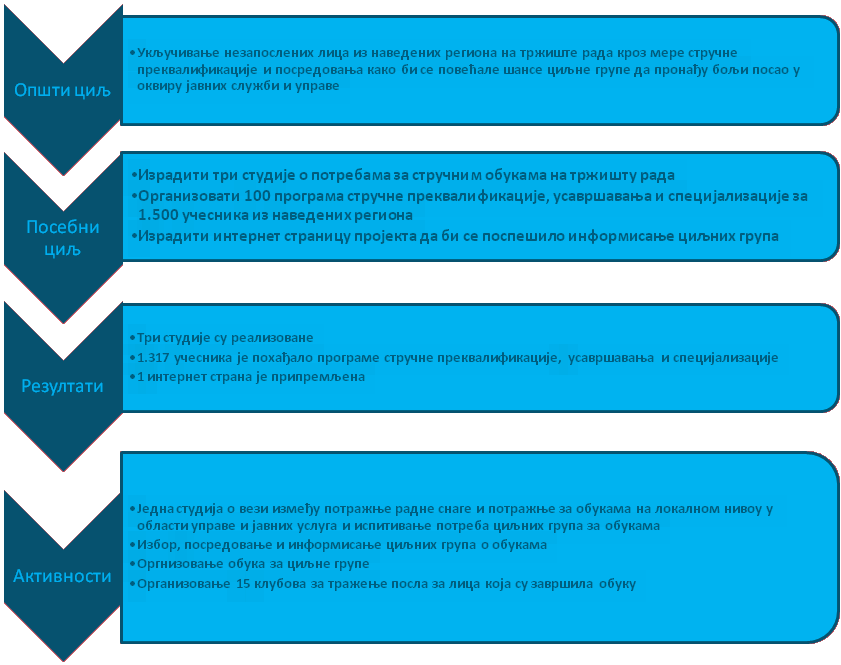 Општи циљ
•Укључивање незапослених лица из наведених региона на тржиште рада кроз мере стручне
преквалификације и посредовања како би се повећале шансе циљне групе да пронађу бољи посао у
оквиру јавних служби и управе
Посебни
циљ
•Израдити три студије о потребама за стручним обукама на тржишту рада
•Организовати 100 програма стручне преквалификације, усавршавања и специјализације за
1.500 учесника из наведених региона
•Израдити интернет страницу пројекта да би се поспешило информисање циљних група
Резултати
•Три студије су реализоване
•1.317 учесника је похађало програме стручне преквалификације, усавршавања и специјализације
•1 интернет страна је припремљена
Активности
•Једна студија о вези између потражње радне снаге и потражње за обукама на локалном нивоу у
области управе и јавних услуга и испитивање потреба циљних група за обукама
•Избор, посредовање и информисање циљних група о обукама
•Оргнизовање обука за циљне групе
•Организовање 15 клубова за тражење посла за лица која су завршила обуку